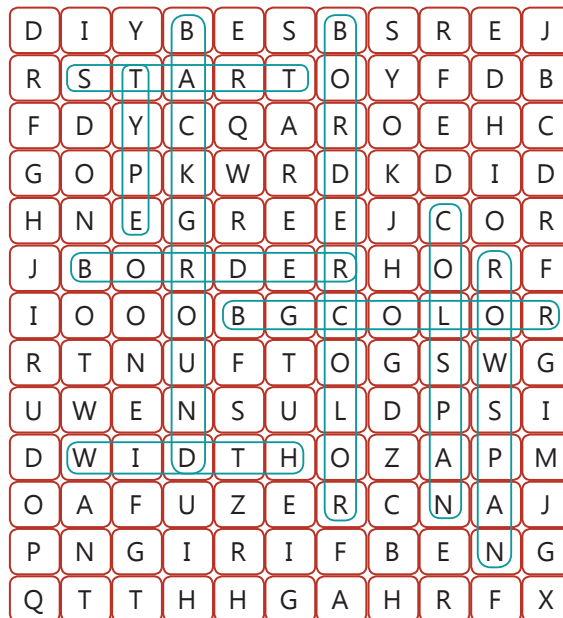 D I Y B E S B S R E J
R S T A R T O Y F D B
F D Y C Q A R O E H C
G O P K W R D K D I D
H N E G R E E J C O R
J B O R D E R H O R F
I O O O B G C O L O R
R T N U F T O G S W G
U W E N S U L D P S I
D W I D T H O Z A P M
O A F U Z E R C N A J
P N G I R I F B E N G
Q T T H H G A H R F X